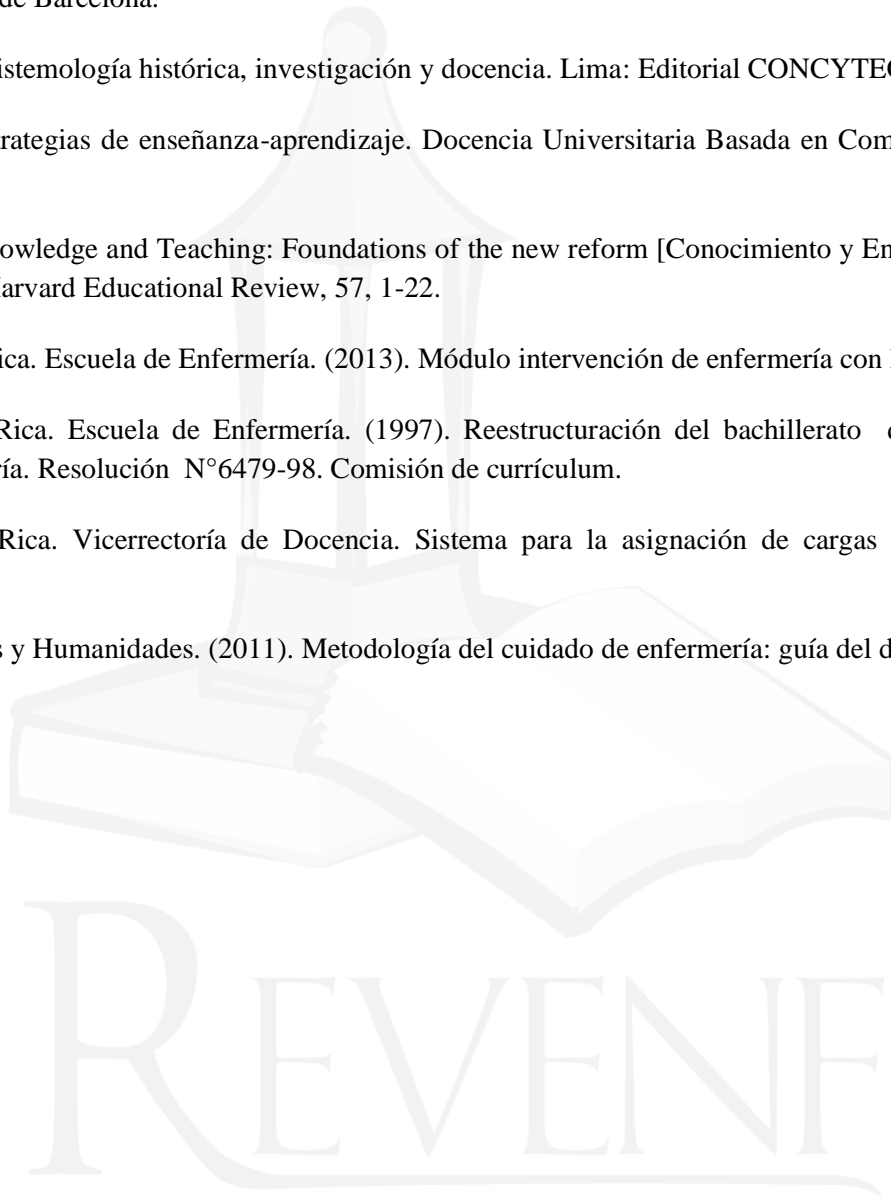 de Barcelona.
istemología histórica, investigación y docencia. Lima: Editorial CONCYTEC
rategias de enseñanza-aprendizaje. Docencia Universitaria Basada en Com
owledge and Teaching: Foundations of the new reform [Conocimiento y En
Harvard Educational Review, 57, 1-22.
ica. Escuela de Enfermería. (2013). Módulo intervención de enfermería con
Rica. Escuela de Enfermería. (1997). Reestructuración del bachillerato
ía. Resolución N°6479-98. Comisión de currículum.
Rica. Vicerrectoría de Docencia. Sistema para la asignación de cargas
s y Humanidades. (2011). Metodología del cuidado de enfermería: guía del d
REVENF